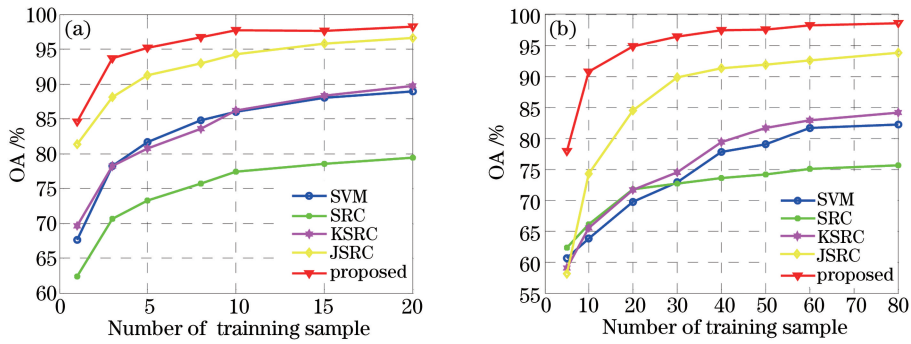 (a)
OA /%
100
95
90
85
80
75
70
65
60
0
5
10
15
20
Number of trainning sample
SVM
SRC
KSRC
JSRC
proposed
(b)
OA /%
100
95
90
85
80
75
70
65
60
55
0
10
20
30
40
50
60
70
80
Number of training sample
SVM
SRC
KSRC
JSRC
proposed